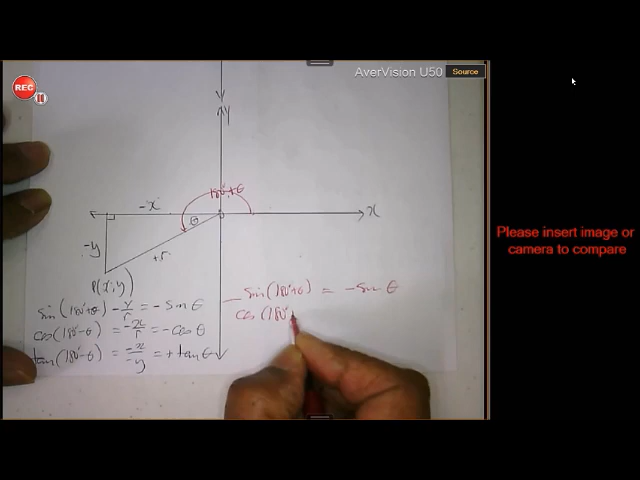 AverVision U50
Source
REC
y
180°+θ
-x
θ
x
-y
+r
P(x;y)
sin(180°+θ) -y/r = -sin θ
cos(180°-θ) = -x/r = -cos θ
tan(180°-θ) = -x/-y = +tan θ
sin(180°+θ) = -sin θ
cos(180°
Please insert image or
camera to compare